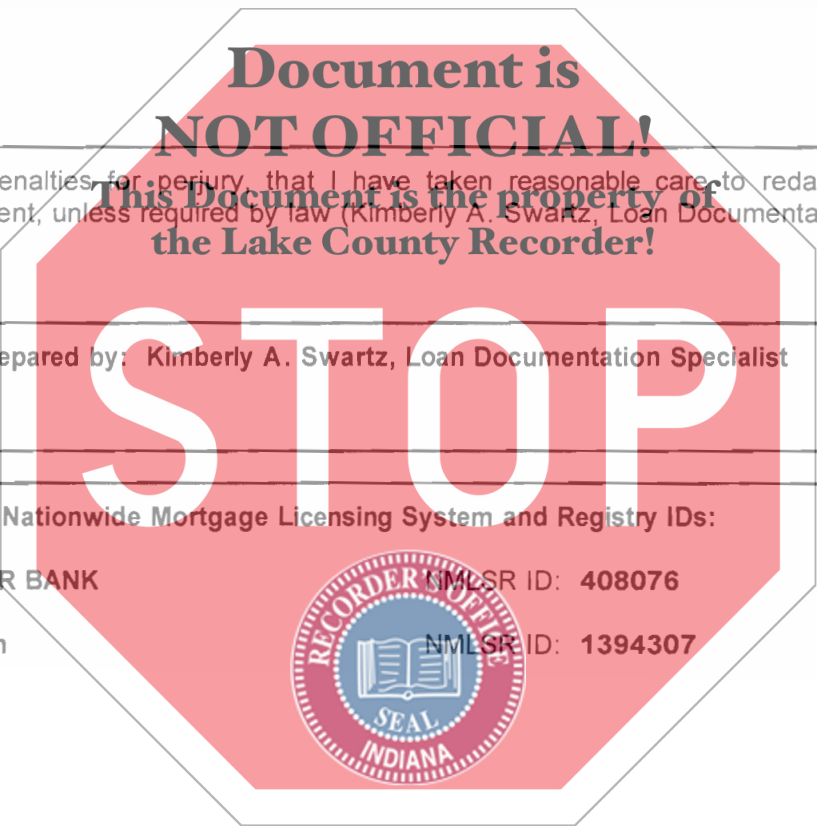 Document is
NOT OFFICIAL!
enalties for perjury, that I have taken reasonable care to reda
This Document is the property of
ent, unless required by law (Kimberly A. Swartz, Loan Documenta
the Lake County Recorder!
STOP
epared by: Kimberly A. Swartz, Loan Documentation Specialist
Nationwide Mortgage Licensing System and Registry IDs:
R BANK NMLSR ID: 408076
n NMLSR ID: 1394307
RECORDER'S OFFICE
SEAL
INDIANA